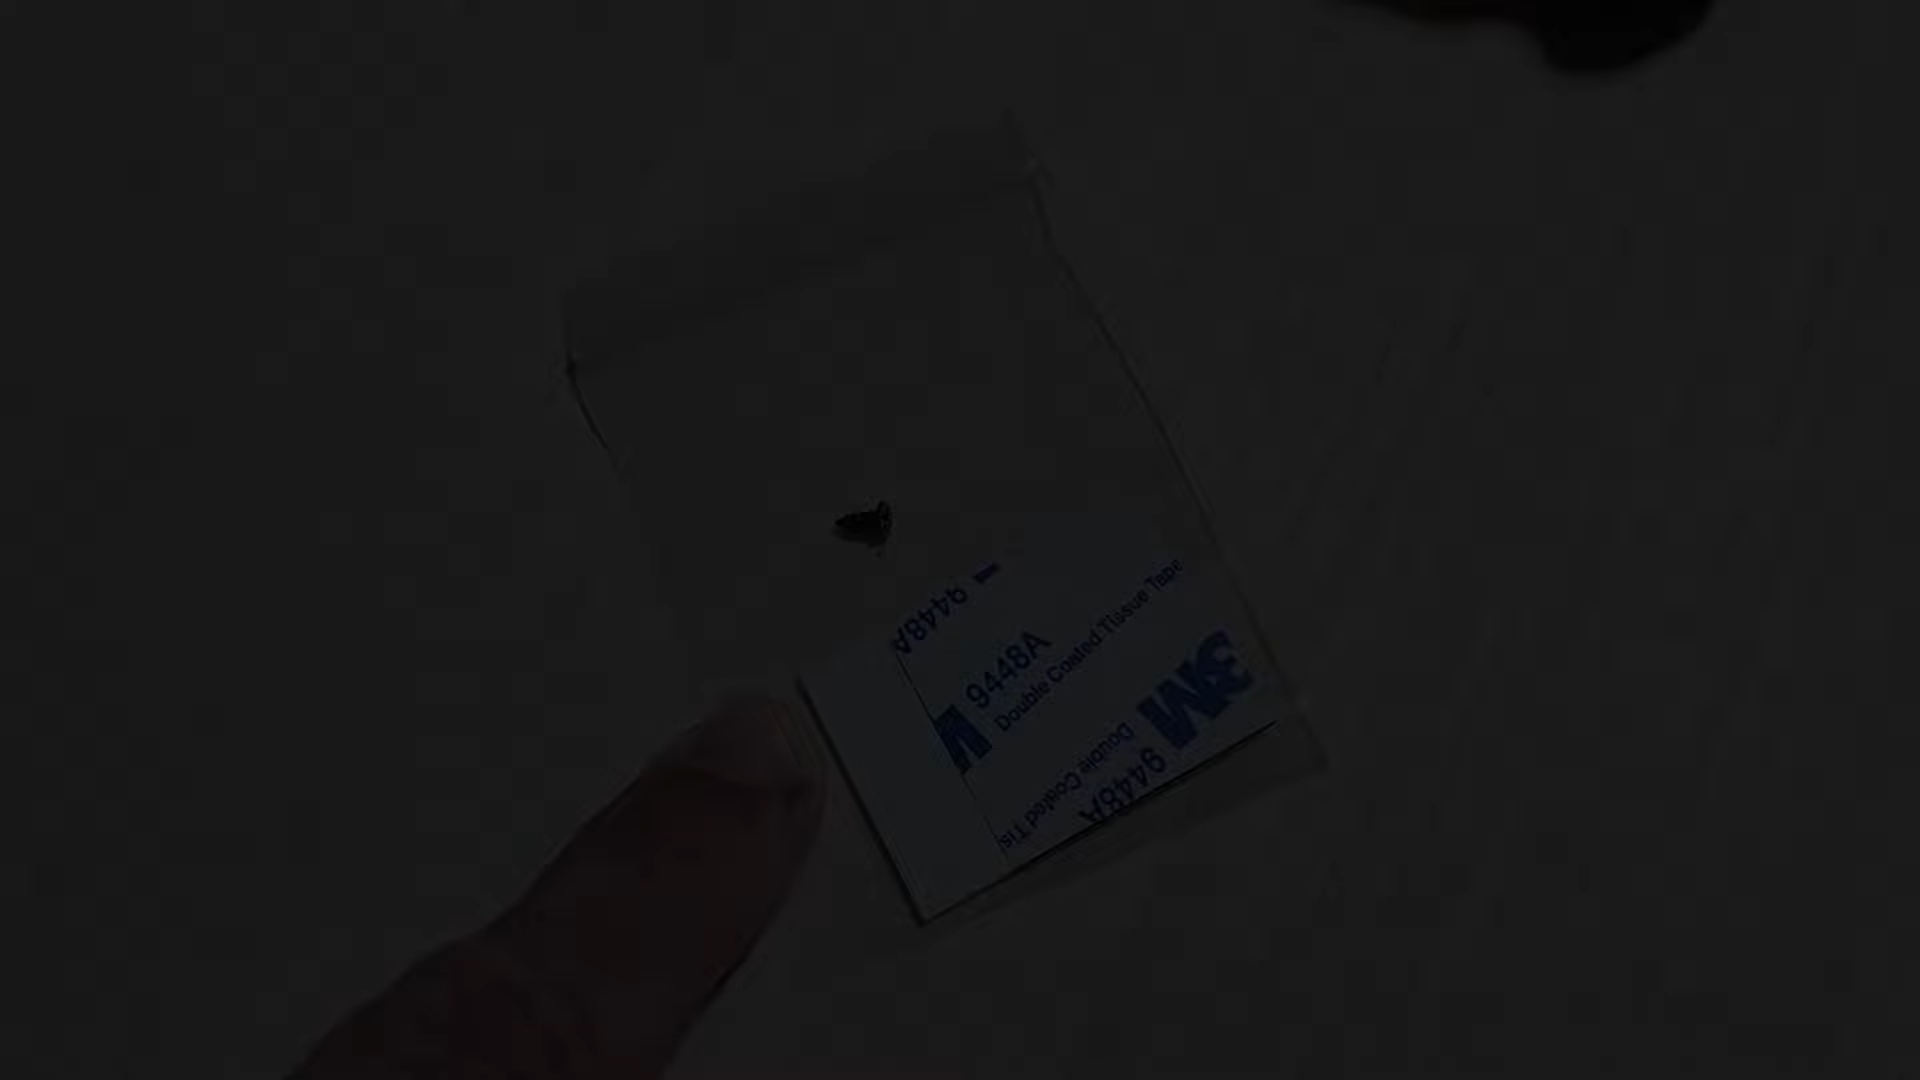 9448A
9448A
Double Coated Tissue Tape
3M
Double Coated Tis
9448A